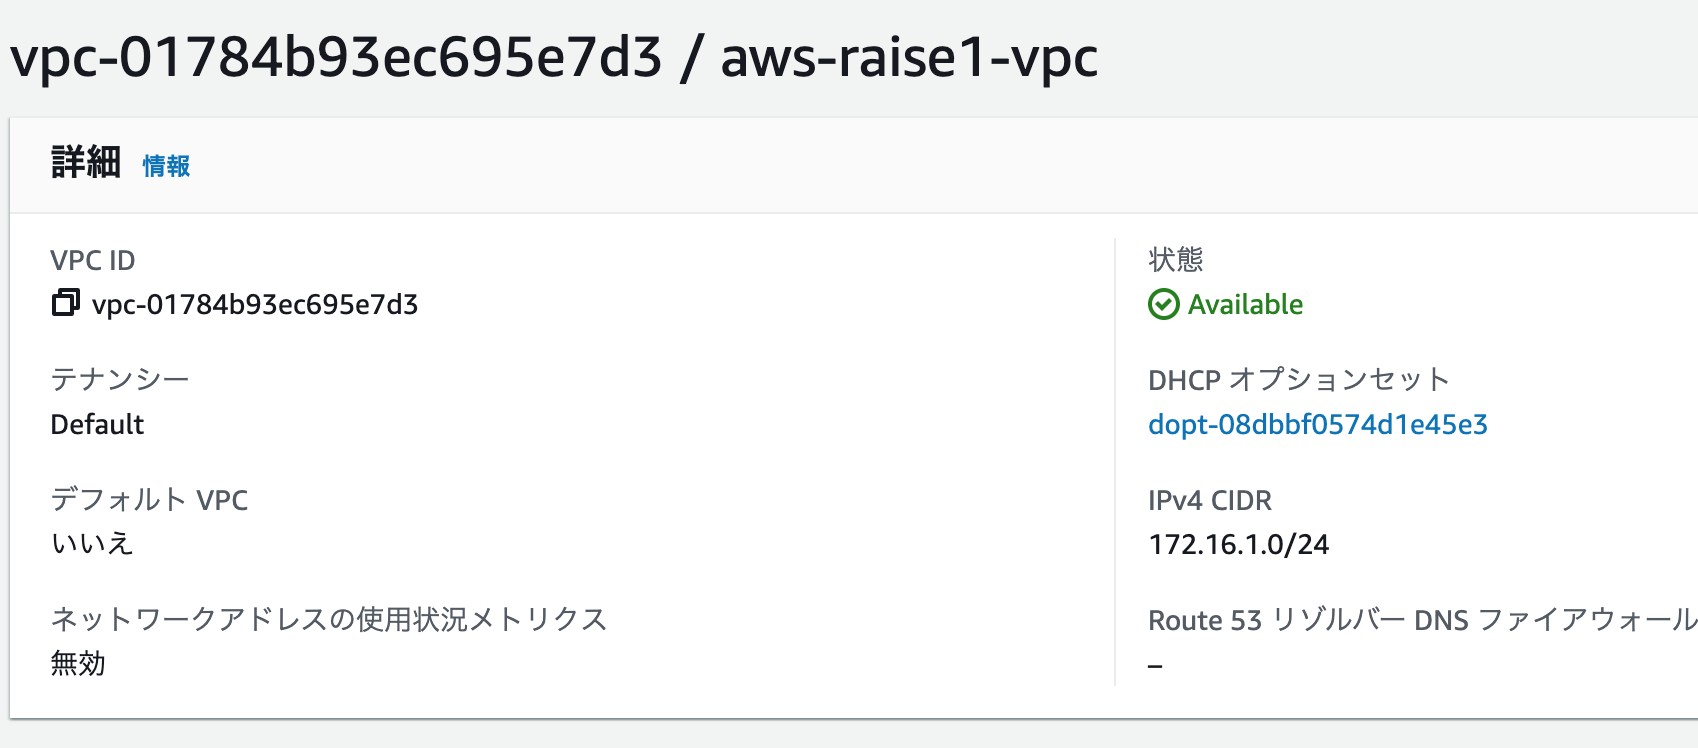 vpc-01784b93ec695e7d3 / aws-raise1-vpc
詳細 情報
VPC ID
vpc-01784b93ec695e7d3
テナンシー
Default
デフォルト VPC
いいえ
ネットワークアドレスの使用状況メトリクス
無効
状態
Available
DHCP オプションセット
dopt-08dbbf0574d1e45e3
IPv4 CIDR
172.16.1.0/24
Route 53 リゾルバー DNS ファイアウォール
–